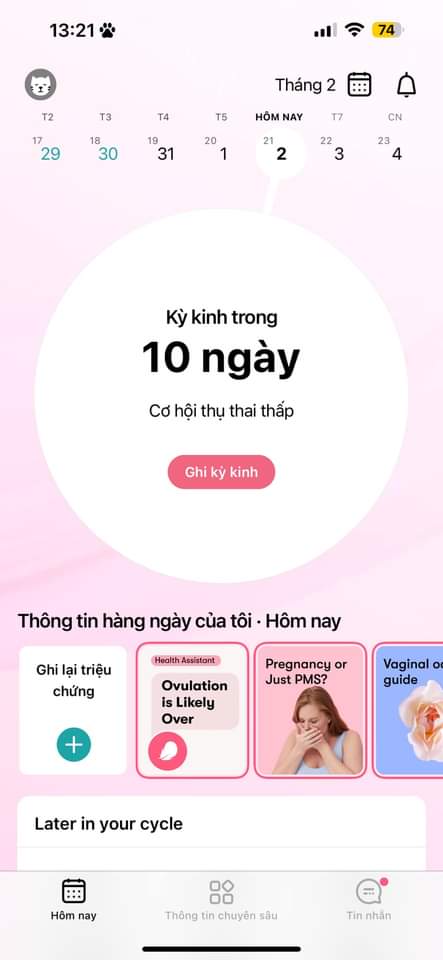 13:21
74
Tháng 2
T2 T3 T4 T5 HÔM NAY T7 CN
17 18 19 20 21 22 23
29 30 31 1 2 3 4
Kỳ kinh trong
10 ngày
Cơ hội thụ thai thấp
Ghi kỳ kinh
Thông tin hàng ngày của tôi · Hôm nay
Ghi lại triệu
chứng
Health Assistant
Ovulation
is Likely
Over
Pregnancy or
Just PMS?
Vaginal
guide
Later in your cycle
Hôm nay
Thông tin chuyên sâu
Tin nhắn